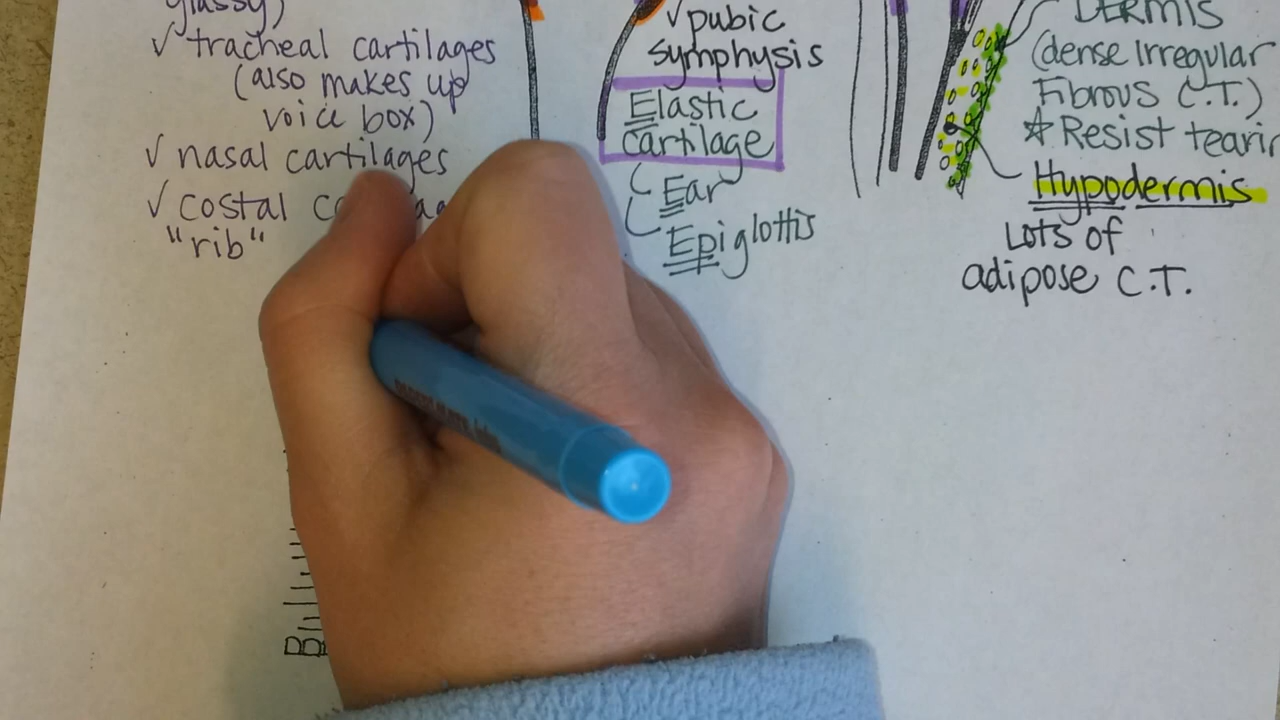 glassy)
√ tracheal cartilages
(also makes up
voice box)
√ nasal cartilages
√ costal
"rib"
√ pubic
symphysis
Elastic
Cartilage
Ear
Epiglottis
DERMIS
(dense Irregular
Fibrous C.T.)
☆Resist
Hypodermis
Lots of
adipose C.T.